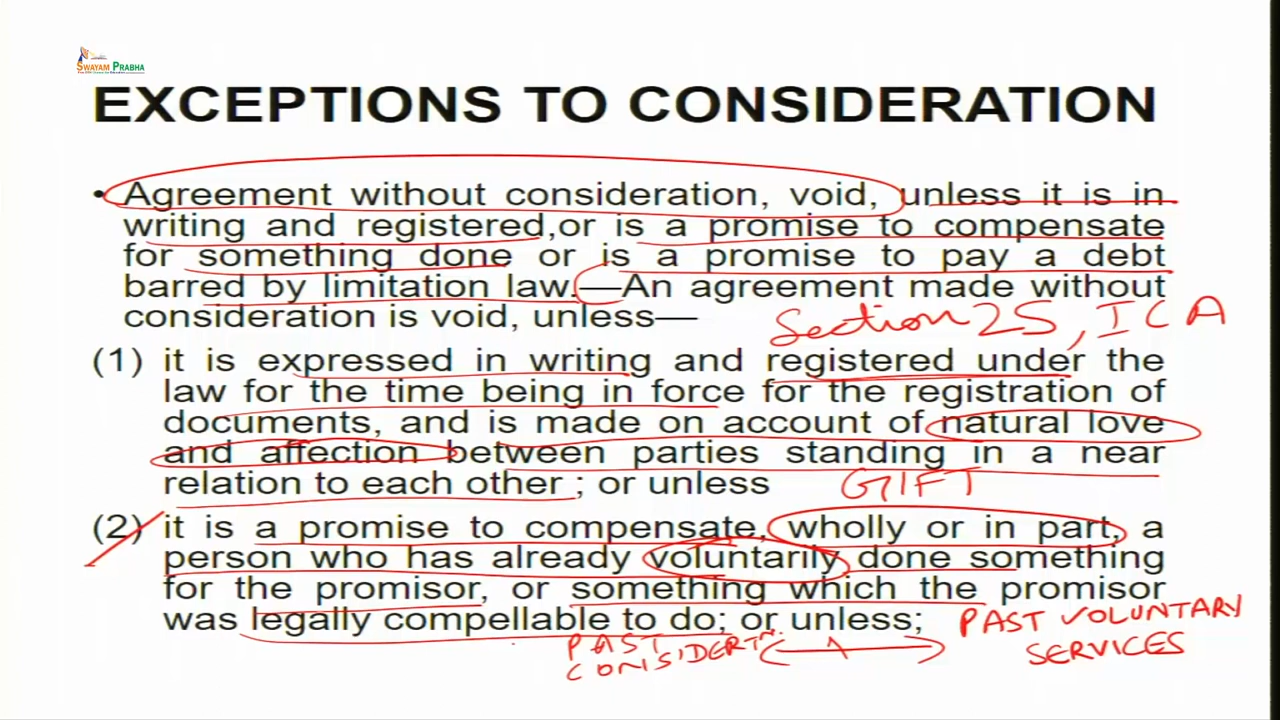 SWAYAM PRABHA
EXCEPTIONS TO CONSIDERATION
• Agreement without consideration, void, unless it is in
writing and registered,or is a promise to compensate
for something done or is a promise to pay a debt
barred by limitation law.—An agreement made without
consideration is void, unless—
Section 25, ICA
(1) it is expressed in writing and registered under the
law for the time being in force for the registration of
documents, and is made on account of natural love
and affection between parties standing in a near
relation to each other ; or unless
GIFT
(2) it is a promise to compensate, wholly or in part, a
person who has already voluntarily done something
for the promisor, or something which the promisor
was legally compellable to do; or unless;
PAST
CONSIDERTN.
PAST VOLUNTARY
SERVICES